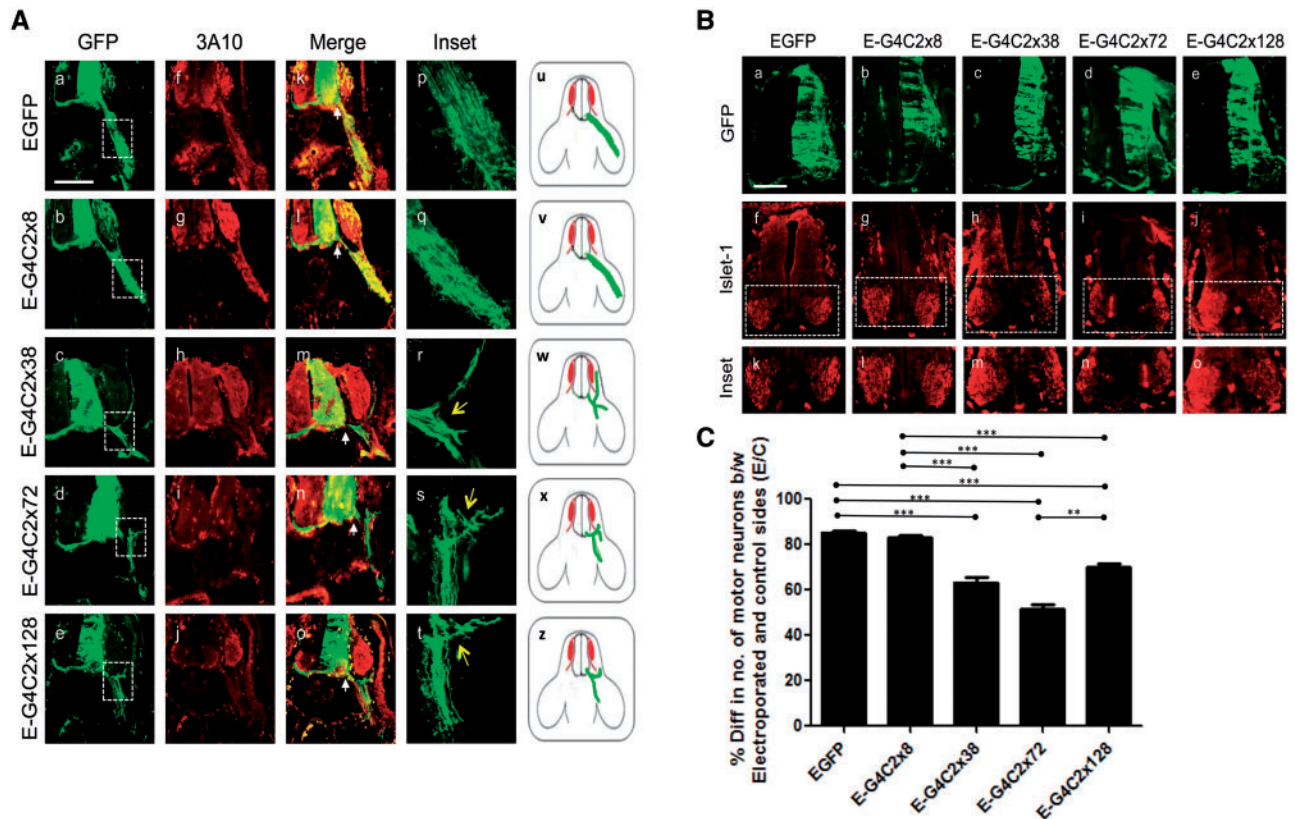 A
GFP 3A10 Merge Inset
EGFP
a f k p u
E-G4C2x8
b g l q v
E-G4C2x38
c h m r w
E-G4C2x72
d i n s x
E-G4C2x128
e j o t z
B
EGFP E-G4C2x8 E-G4C2x38 E-G4C2x72 E-G4C2x128
GFP
a b c d e
Islet-1
f g h i j
Inset
k l m n o
C
***
***
***
***
***
**
***
% Diff in no. of motor neurons b/w
Electroporated and control sides (E/C)
100
80
60
40
20
0
EGFP
E-G4C2x8
E-G4C2x38
E-G4C2x72
E-G4C2x128